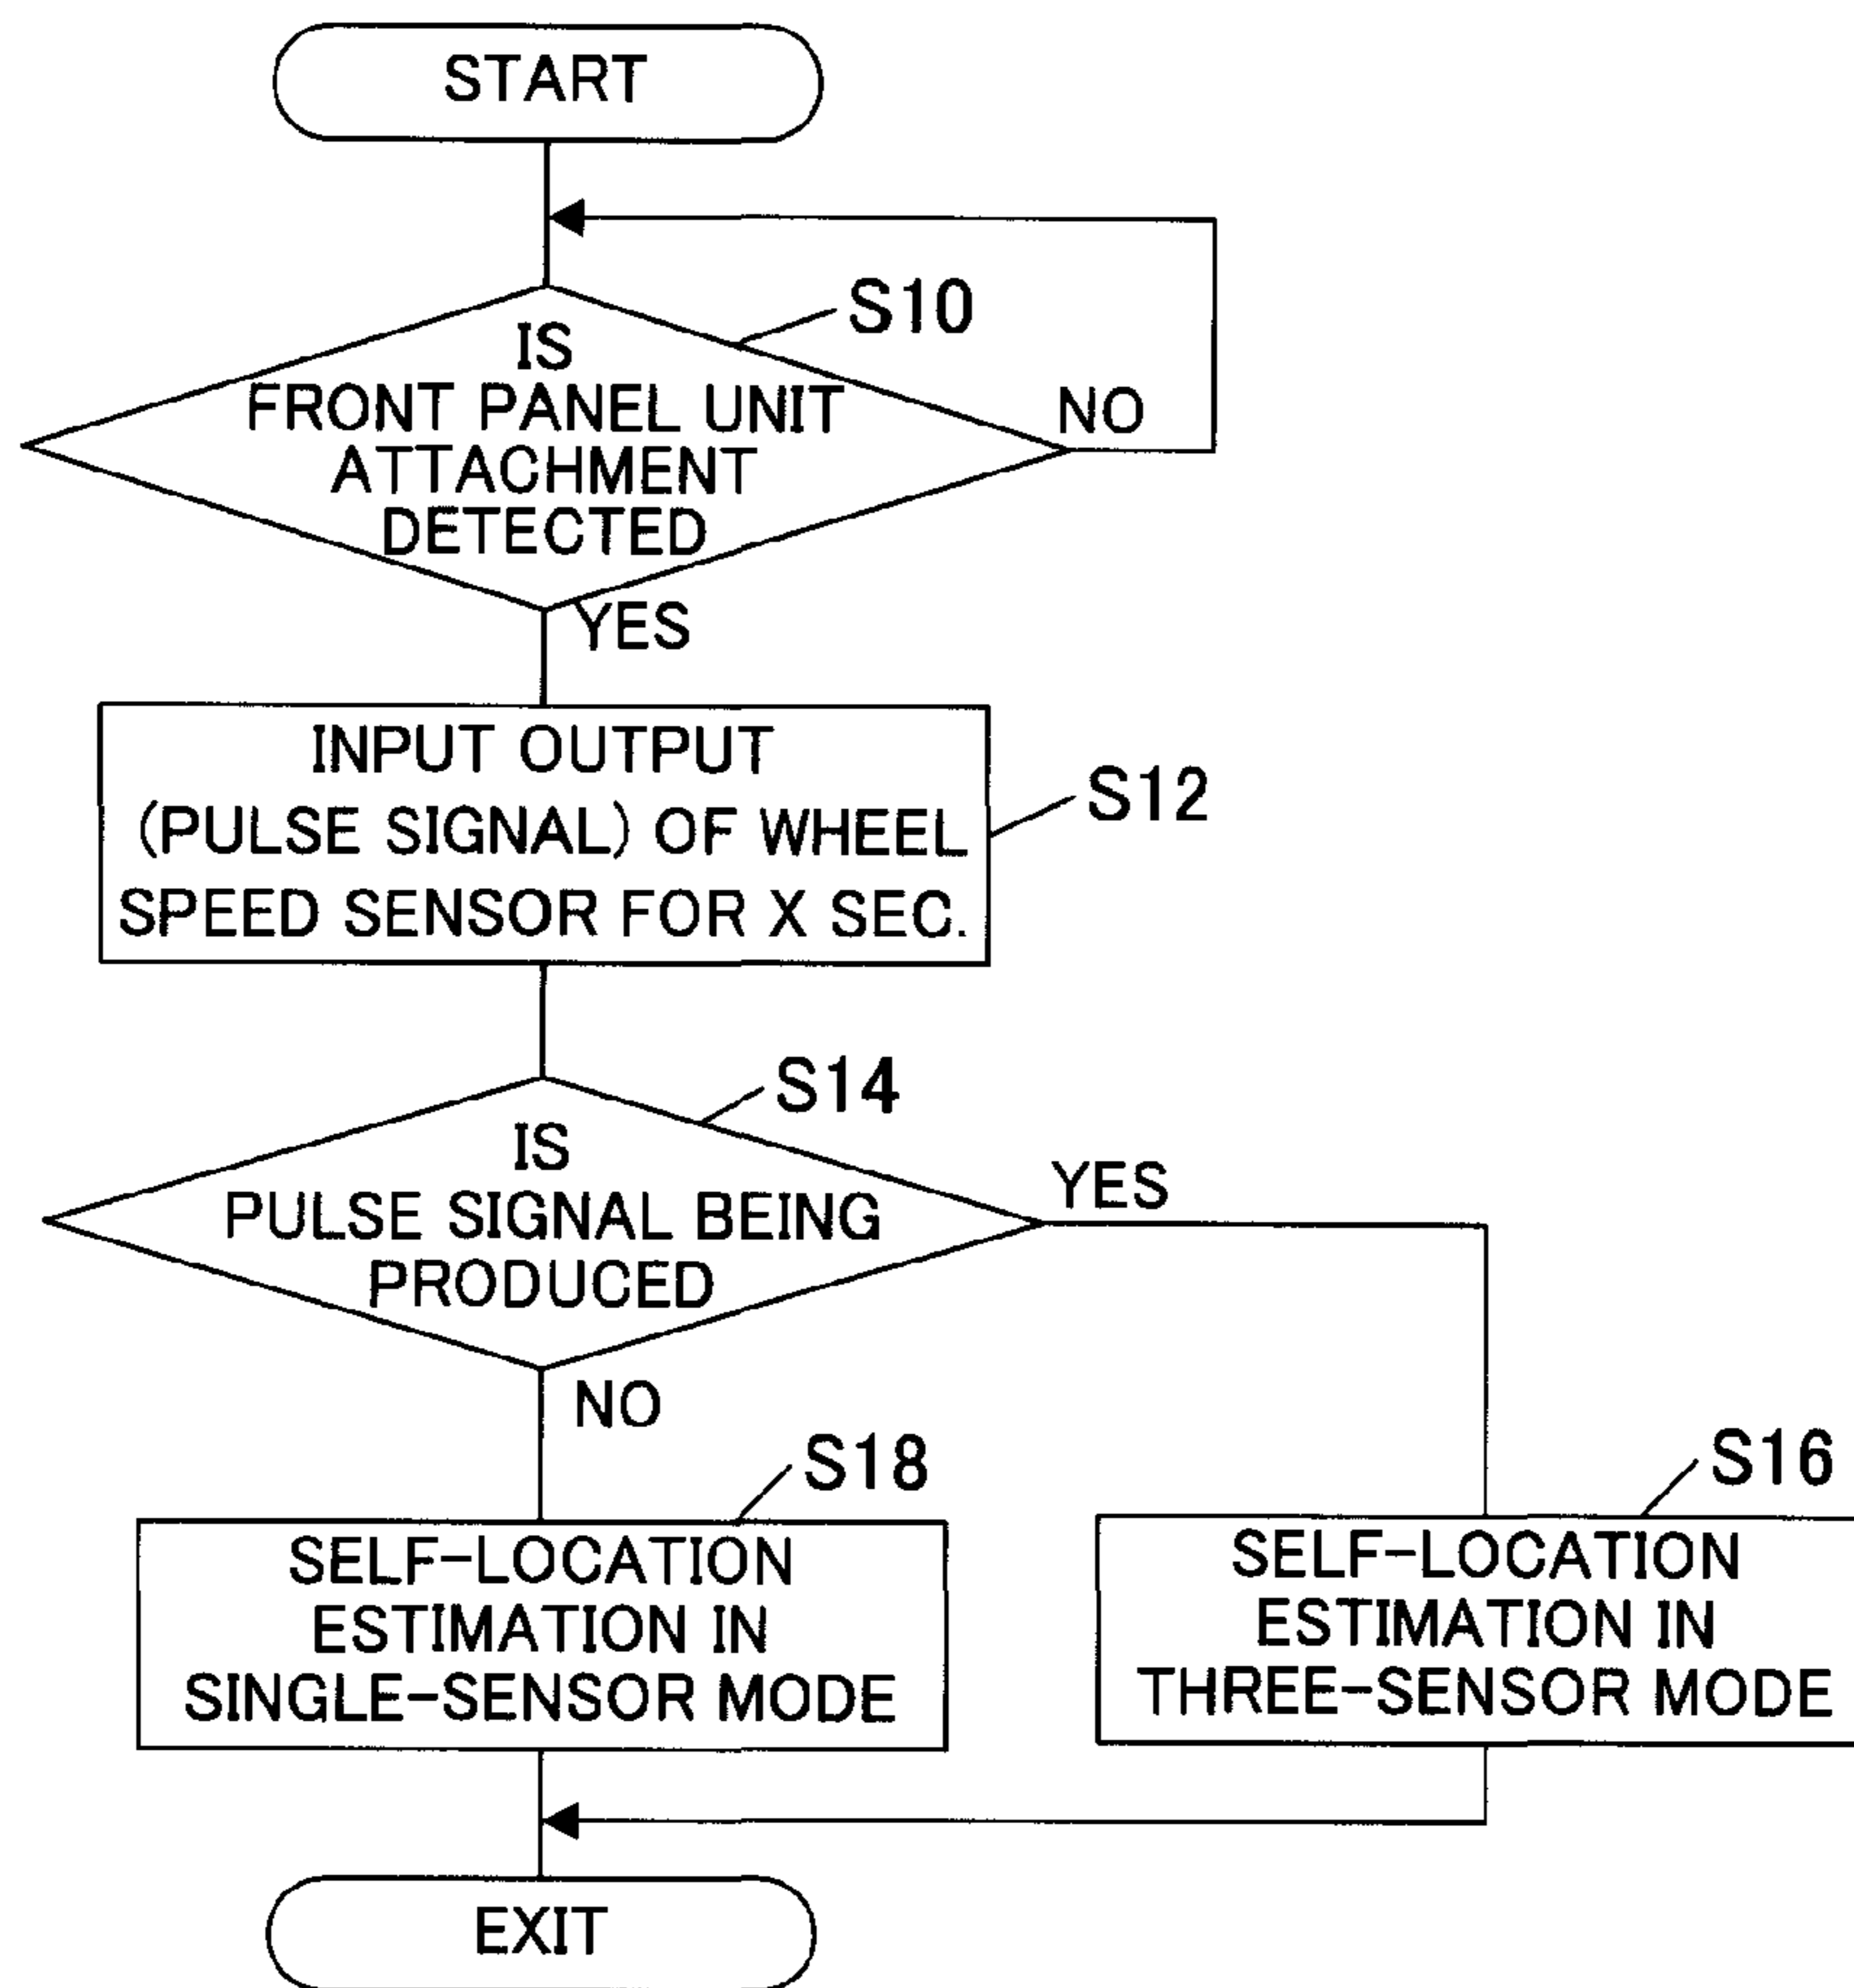 START
S10
IS
FRONT PANEL UNIT
ATTACHMENT
DETECTED
NO
YES
INPUT OUTPUT
(PULSE SIGNAL) OF WHEEL
SPEED SENSOR FOR X SEC.
S12
S14
IS
PULSE SIGNAL BEING
PRODUCED
YES
NO
S18
SELF-LOCATION
ESTIMATION IN
SINGLE-SENSOR MODE
S16
SELF-LOCATION
ESTIMATION IN
THREE-SENSOR MODE
EXIT